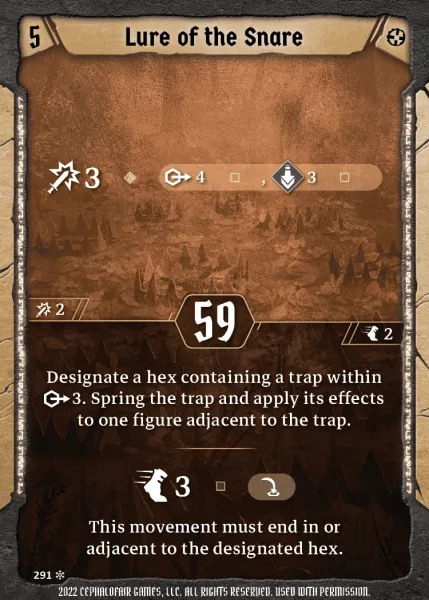 5 Lure of the Snare
3 4 , 3
2
59
2
Designate a hex containing a trap within
3. Spring the trap and apply its effects
to one figure adjacent to the trap.
3
This movement must end in or
adjacent to the designated hex.
291
2022 CEPHALOFAIR GAMES, LLC. ALL RIGHTS RESERVED. USED WITH PERMISSION.